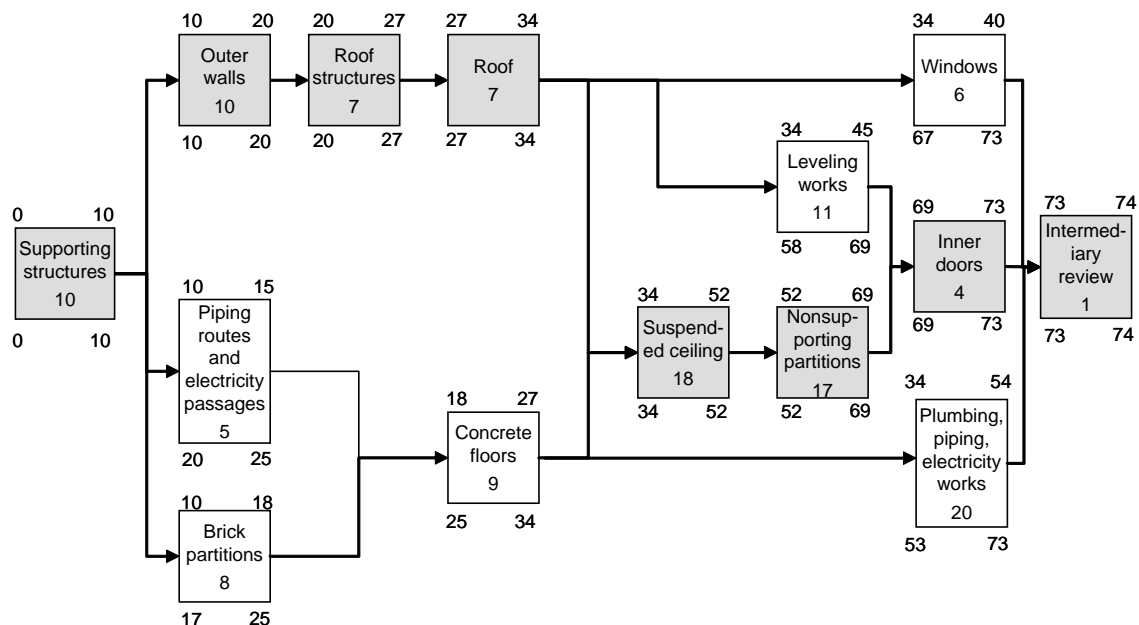 10 20
Outer
walls
10
10 20
20 27
Roof
structures
7
20 27
27 34
Roof
7
27 34
34 40
Windows
6
67 73
34 45
Leveling
works
11
58 69
0 10
Supporting
structures
10
0 10
10 15
Piping
routes
and
electricity
passages
5
20 25
10 18
Brick
partitions
8
17 25
18 27
Concrete
floors
9
25 34
34 52
Suspend-
ed ceiling
18
34 52
52 69
Nonsup-
porting
partitions
17
52 69
69 73
Inner
doors
4
69 73
73 74
Intermed-
iary
review
1
73 74
34 54
Plumbing,
piping,
electricity
works
20
53 73